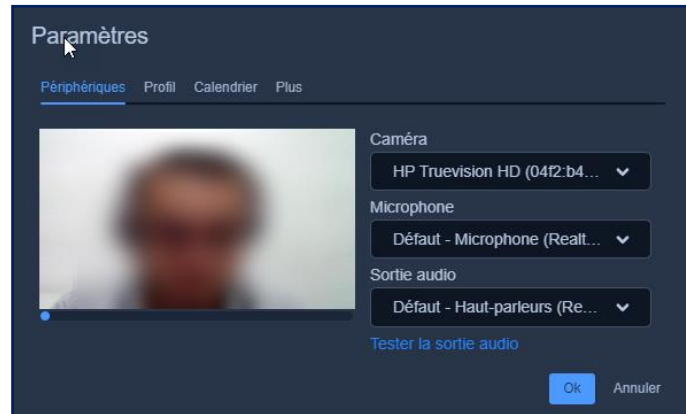 Paramètres
Périphériques Profil Calendrier Plus
Caméra
HP Truevision HD (04f2:b4...
Microphone
Défaut - Microphone (Realt...
Sortie audio
Défaut - Haut-parleurs (Re...
Tester la sortie audio
Ok Annuler